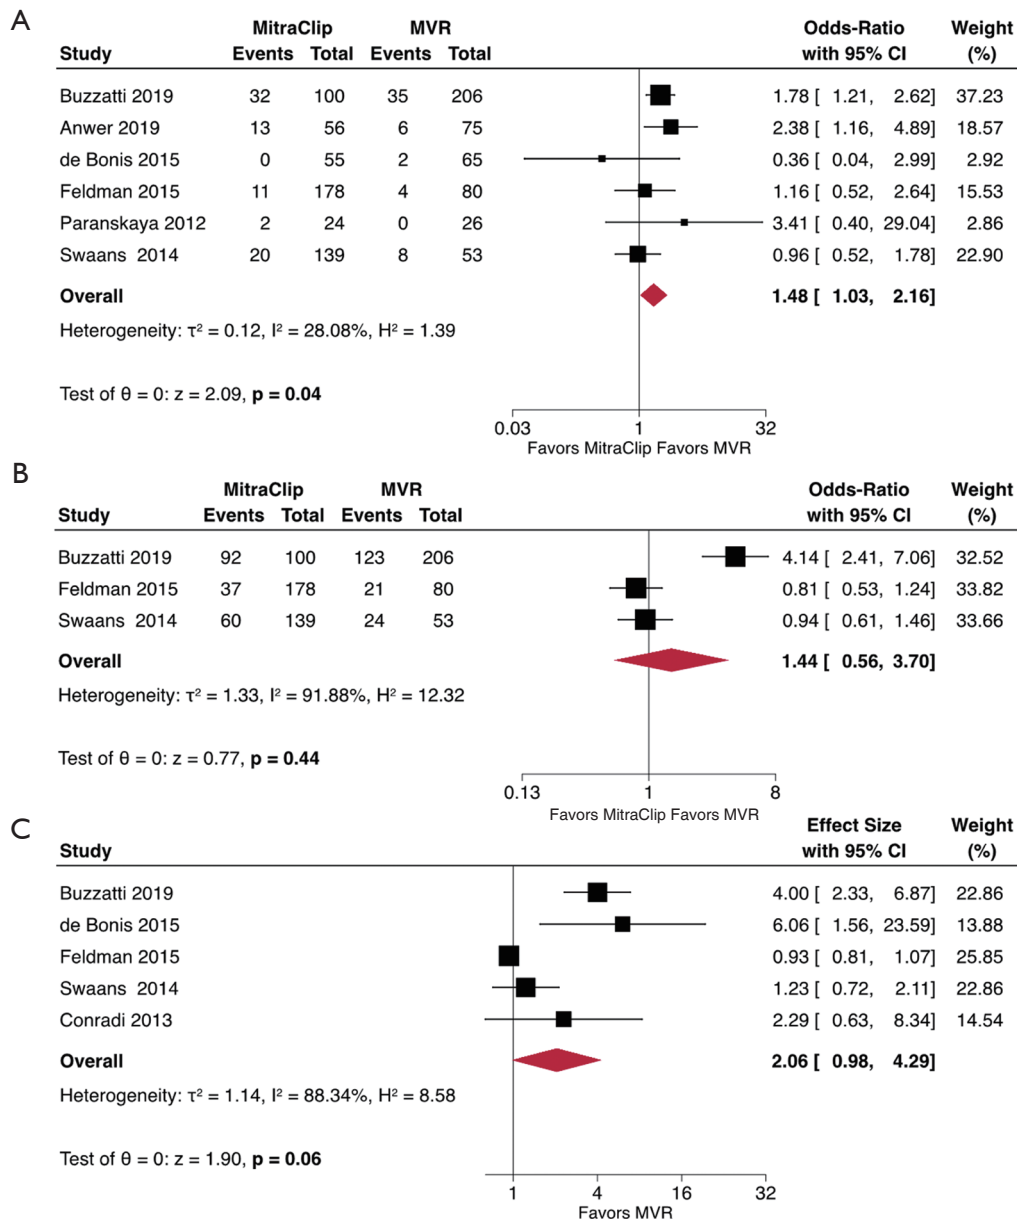 A
MitraClip MVR Odds-Ratio Weight
Study Events Total Events Total with 95% CI (%)
Buzzatti 2019 32 100 35 206 1.78 [ 1.21, 2.62] 37.23
Anwer 2019 13 56 6 75 2.38 [ 1.16, 4.89] 18.57
de Bonis 2015 0 55 2 65 0.36 [ 0.04, 2.99] 2.92
Feldman 2015 11 178 4 80 1.16 [ 0.52, 2.64] 15.53
Paranskaya 2012 2 24 0 26 3.41 [ 0.40, 29.04] 2.86
Swaans 2014 20 139 8 53 0.96 [ 0.52, 1.78] 22.90
Overall 1.48 [ 1.03, 2.16]
Heterogeneity: τ² = 0.12, I² = 28.08%, H² = 1.39
Test of θ = 0: z = 2.09, p = 0.04
0.03 1 32
Favors MitraClip Favors MVR
B
MitraClip MVR Odds-Ratio Weight
Study Events Total Events Total with 95% CI (%)
Buzzatti 2019 92 100 123 206 4.14 [ 2.41, 7.06] 32.52
Feldman 2015 37 178 21 80 0.81 [ 0.53, 1.24] 33.82
Swaans 2014 60 139 24 53 0.94 [ 0.61, 1.46] 33.66
Overall 1.44 [ 0.56, 3.70]
Heterogeneity: τ² = 1.33, I² = 91.88%, H² = 12.32
Test of θ = 0: z = 0.77, p = 0.44
0.13 1 8
Favors MitraClip Favors MVR
C
Effect Size Weight
Study with 95% CI (%)
Buzzatti 2019 4.00 [ 2.33, 6.87] 22.86
de Bonis 2015 6.06 [ 1.56, 23.59] 13.88
Feldman 2015 0.93 [ 0.81, 1.07] 25.85
Swaans 2014 1.23 [ 0.72, 2.11] 22.86
Conradi 2013 2.29 [ 0.63, 8.34] 14.54
Overall 2.06 [ 0.98, 4.29]
Heterogeneity: τ² = 1.14, I² = 88.34%, H² = 8.58
Test of θ = 0: z = 1.90, p = 0.06
1 4 16 32
Favors MVR